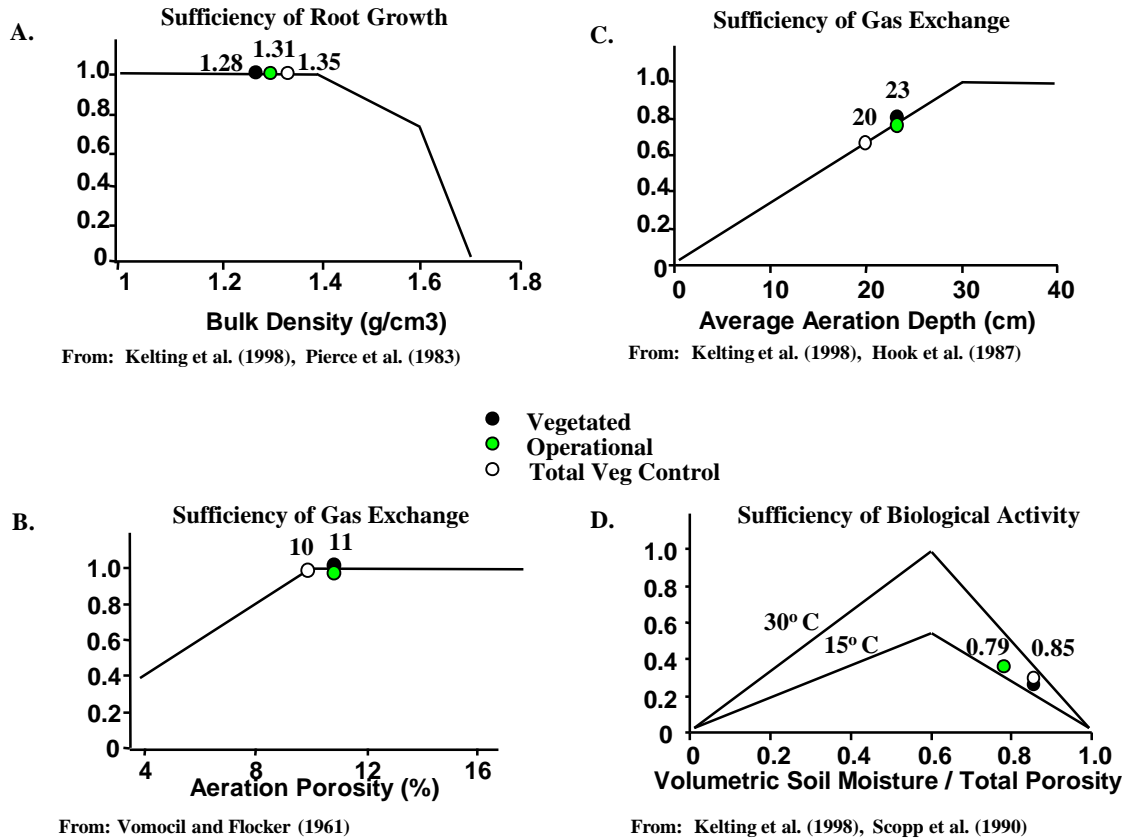 A.
Sufficiency of Root Growth
1.28
1.31
1.35
1.0
0.8
0.6
0.4
0.2
0
1 1.2 1.4 1.6 1.8
Bulk Density (g/cm3)
From: Kelting et al. (1998), Pierce et al. (1983)
C.
Sufficiency of Gas Exchange
23
20
1.0
0.8
0.6
0.4
0.2
0
0 10 20 30 40
Average Aeration Depth (cm)
From: Kelting et al. (1998), Hook et al. (1987)
Vegetated
Operational
Total Veg Control
B.
Sufficiency of Gas Exchange
10 11
1.0
0.8
0.6
0.4
0.2
0
4 8 12 16
Aeration Porosity (%)
From: Vomocil and Flocker (1961)
D.
Sufficiency of Biological Activity
30º C
15º C
0.79 0.85
1.0
0.8
0.6
0.4
0.2
0
0 0.2 0.4 0.6 0.8 1.0
Volumetric Soil Moisture / Total Porosity
From: Kelting et al. (1998), Scopp et al. (1990)